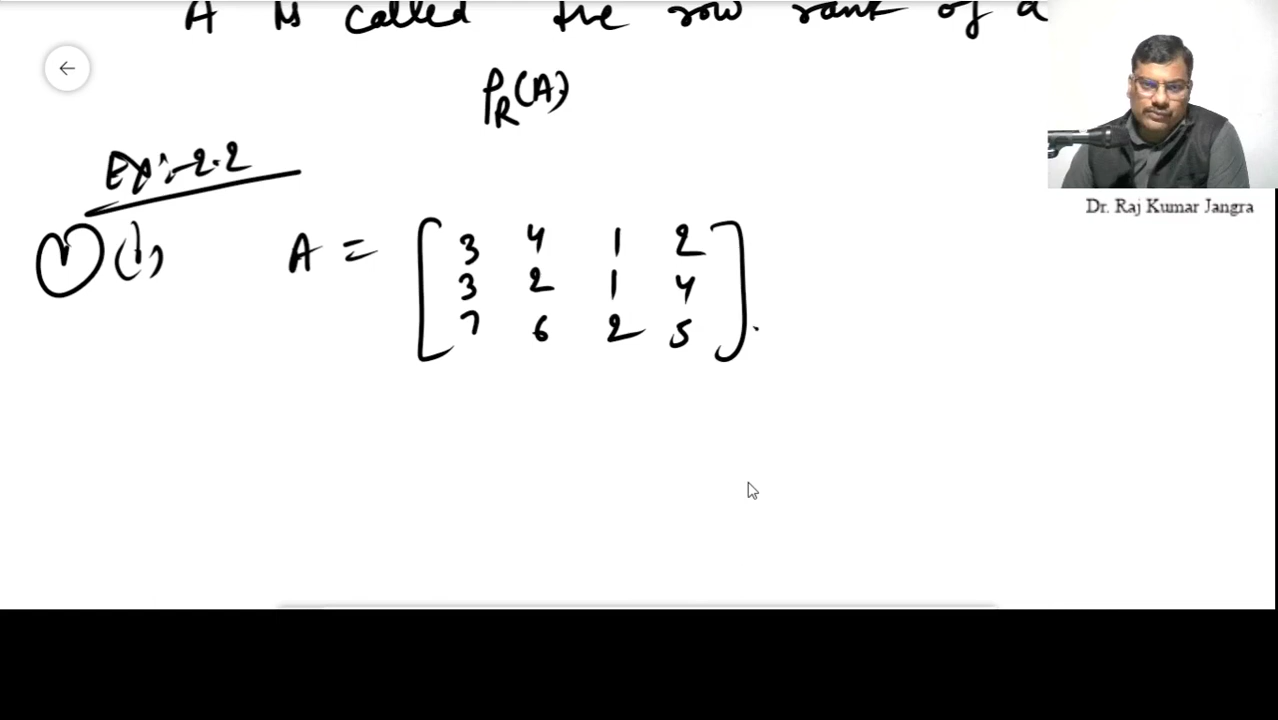 A is called the row rank of a
ρR(A)
Ex:-2.2
Dr. Raj Kumar Jangra
(i) A = [3 4 1 2
3 2 1 4
7 6 2 5].